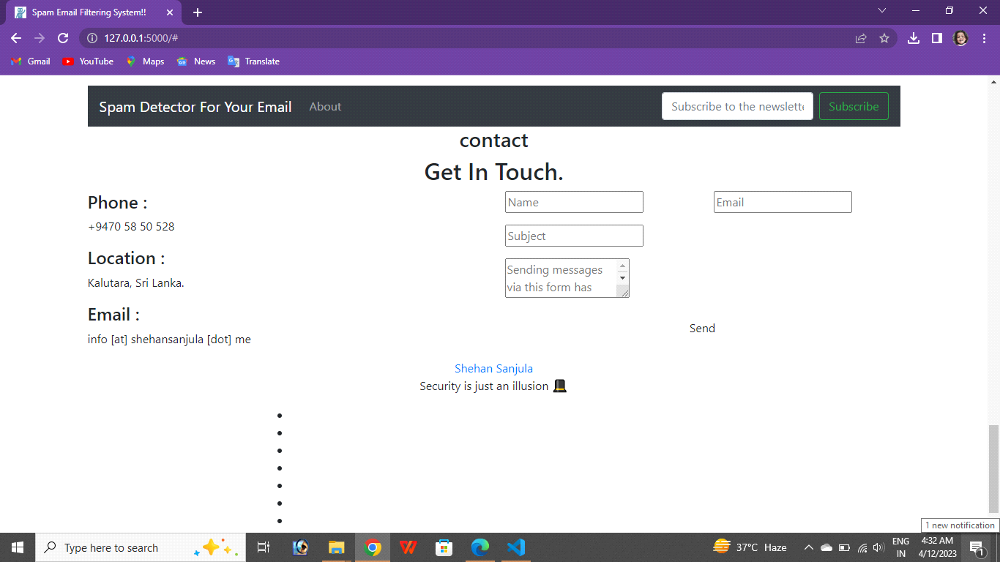 Spam Email Filtering System!!
127.0.0.1:5000/#
Gmail YouTube Maps News Translate
Spam Detector For Your Email About Subscribe to the newslette Subscribe
contact
Get In Touch.
Phone :
+9470 58 50 528
Location :
Kalutara, Sri Lanka.
Email :
info [at] shehansanjula [dot] me
Name Email
Subject
Sending messages
via this form has
Send
Shehan Sanjula
Security is just an illusion
1 new notification
Type here to search
37°C Haze
ENG
IN
4:32 AM
4/12/2023
1